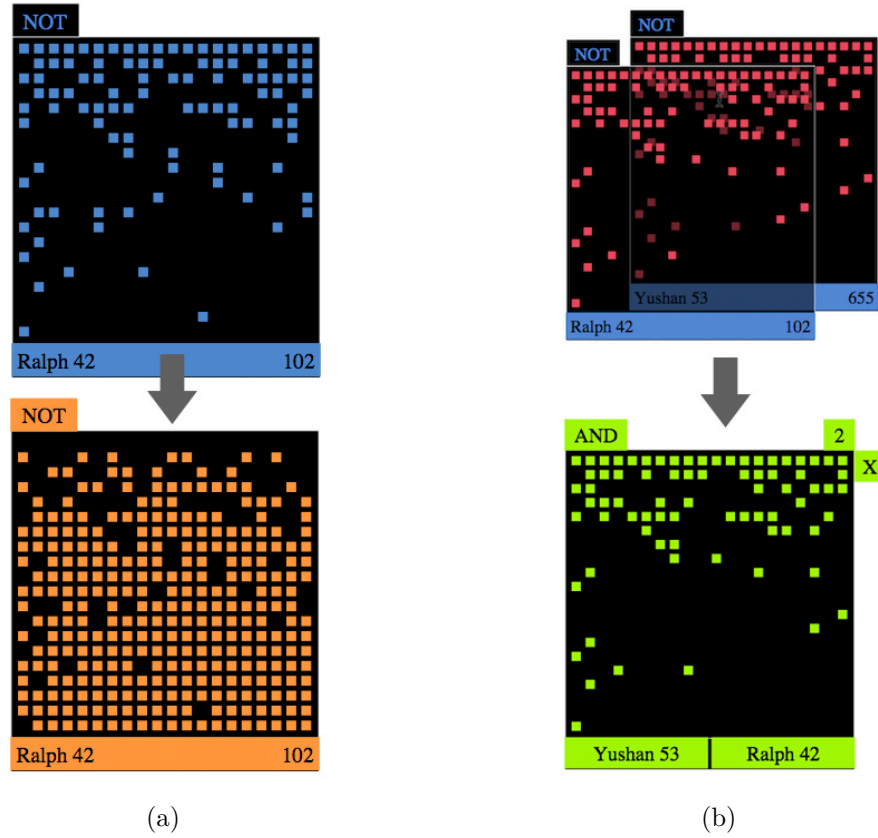 NOT
Ralph 42 102
NOT
Ralph 42 102
(a)
NOT
NOT
Yushan 53 655
Ralph 42 102
AND 2
X
Yushan 53 Ralph 42
(b)